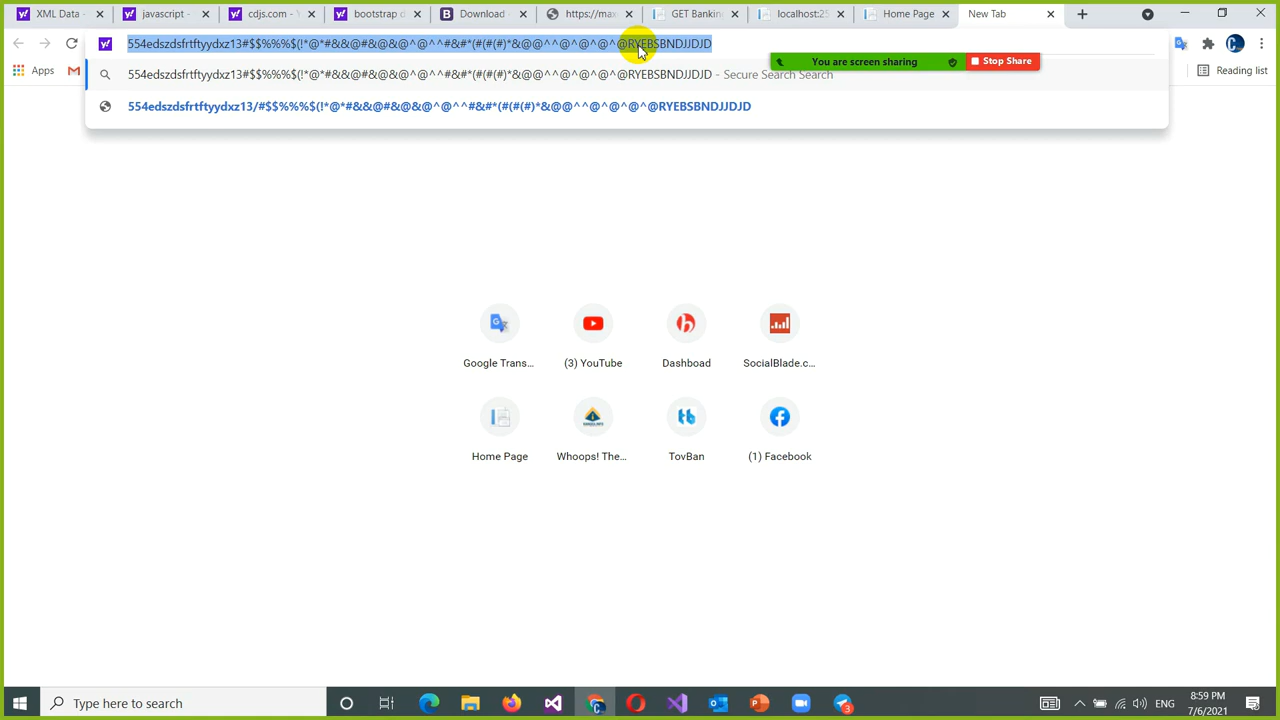 XML Data -
javascript -
cdjs.com - Y
bootstrap d
Download
https://max
GET Bankin
localhost:25
Home Page
New Tab
554edszdsfrtftyydxz13#$$%%%$(!*@*#&&@#&@&@^@^^#&#*(#(#(#)*&@@^^@^@^@^@RYEBSBNDJJDJD
You are screen sharing
Stop Share
Apps
Reading list
554edszdsfrtftyydxz13#$$%%%$(!*@*#&&@#&@&@^@^^#&#*(#(#(#)*&@@^^@^@^@^@RYEBSBNDJJDJD - Secure Search Search
554edszdsfrtftyydxz13/#$$%%%$(!*@*#&&@#&@&@^@^^#&#*(#(#(#)*&@@^^@^@^@^@RYEBSBNDJJDJD
Google Trans...
(3) YouTube
Dashboad
SocialBlade.c...
Home Page
Whoops! The...
TovBan
(1) Facebook
Type here to search
3
ENG
8:59 PM
7/6/2021